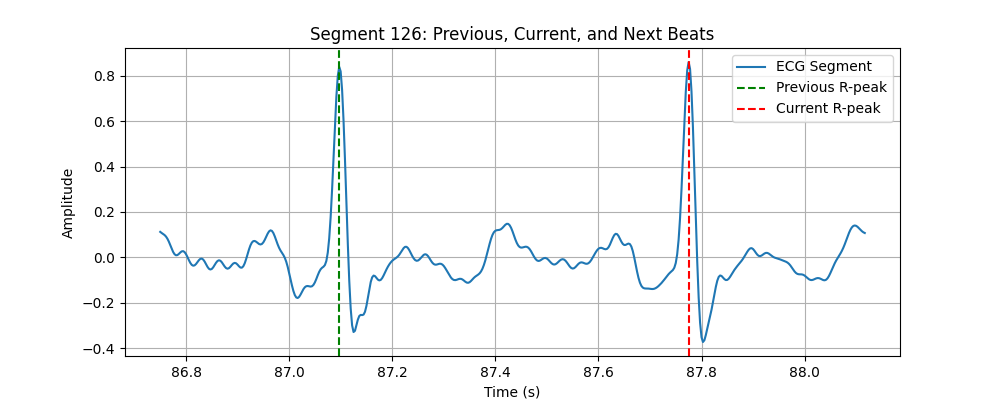 Segment 126: Previous, Current, and Next Beats
ECG Segment
Previous R-peak
Current R-peak
0.8
0.6
0.4
0.2
0.0
−0.2
−0.4
Amplitude
86.8 87.0 87.2 87.4 87.6 87.8 88.0
Time (s)